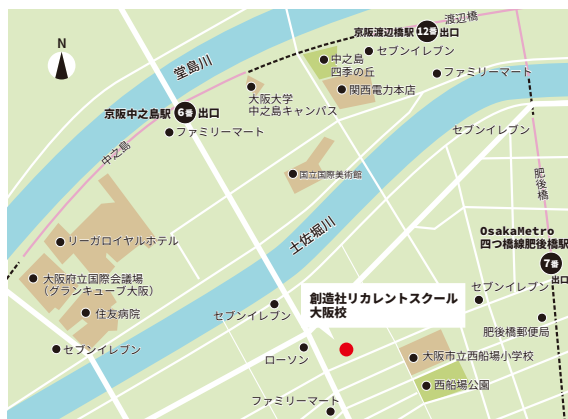 N
堂島川
京阪渡辺橋駅 12番 出口
渡辺橋
セブンイレブン
中之島
四季の丘
ファミリーマート
関西電力本店
大阪大学
中之島キャンパス
京阪中之島駅 6番 出口
ファミリーマート
中之島
セブンイレブン
国立国際美術館
肥後橋
土佐堀川
OsakaMetro
四つ橋線肥後橋駅
7番
出口
リーガロイヤルホテル
大阪府立国際会議場
（グランキューブ大阪）
住友病院
セブンイレブン
セブンイレブン
創造社リカレントスクール
大阪校
セブンイレブン
肥後橋郵便局
ローソン
大阪市立西船場小学校
西船場公園
ファミリーマート